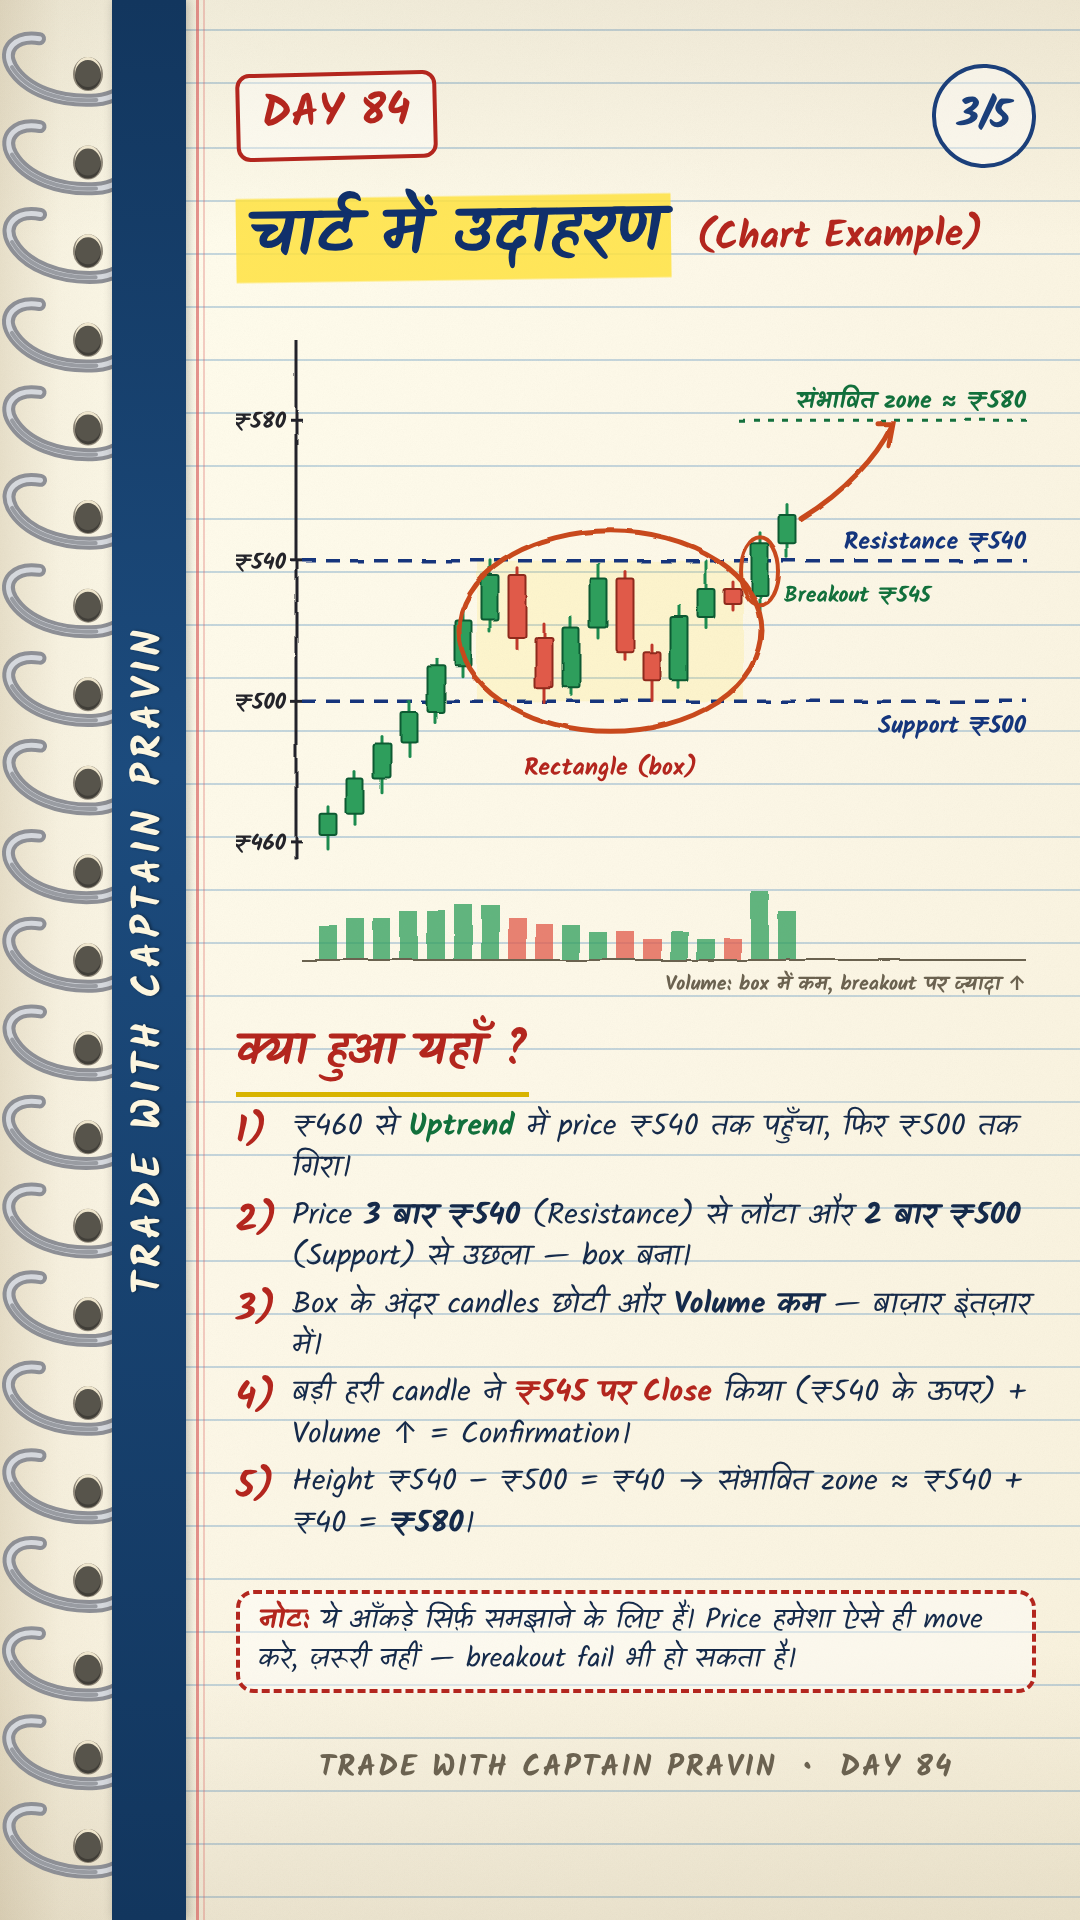 DAY 84
3/5
चार्ट में उदाहरण (Chart Example)
₹580
संभावित zone ≈ ₹580
₹540
Resistance ₹540
Breakout ₹545
₹500
Support ₹500
Rectangle (box)
₹460
Volume: box में कम, breakout पर ज़्यादा ↑
क्या हुआ यहाँ ?
1) ₹460 से Uptrend में price ₹540 तक पहुँचा, फिर ₹500 तक
गिरा।
2) Price 3 बार ₹540 (Resistance) से लौटा और 2 बार ₹500
(Support) से उछला — box बना।
3) Box के अंदर candles छोटी और Volume कम — बाज़ार इंतज़ार
में।
4) बड़ी हरी candle ने ₹545 पर Close किया (₹540 के ऊपर) +
Volume ↑ = Confirmation।
5) Height ₹540 − ₹500 = ₹40 → संभावित zone ≈ ₹540 +
₹40 = ₹580।
नोट: ये आँकड़े सिर्फ़ समझाने के लिए हैं। Price हमेशा ऐसे ही move
करे, ज़रूरी नहीं — breakout fail भी हो सकता है।
TRADE WITH CAPTAIN PRAVIN · DAY 84
TRADE WITH CAPTAIN PRAVIN